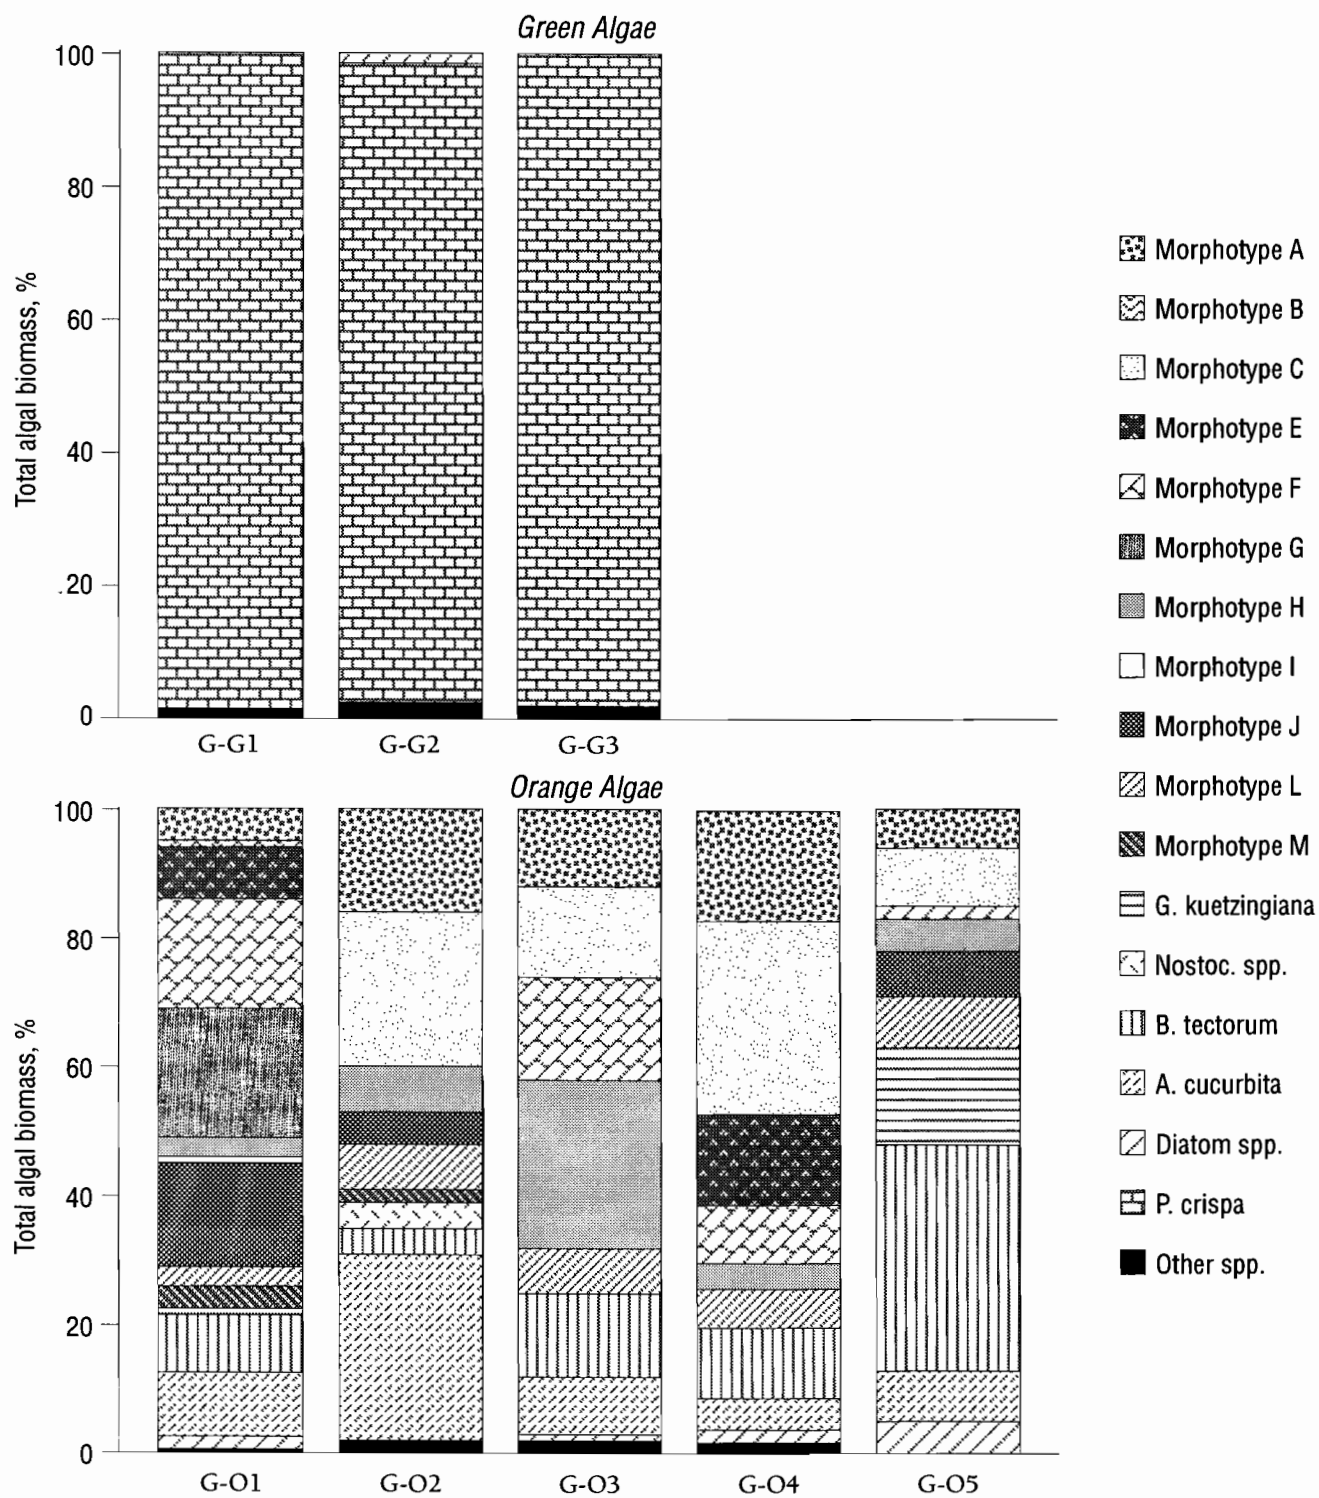 Green Algae
Total algal biomass, %
100
80
60
40
20
0
G-G1 G-G2 G-G3
Orange Algae
Total algal biomass, %
100
80
60
40
20
0
G-O1 G-O2 G-O3 G-O4 G-O5
Morphotype A
Morphotype B
Morphotype C
Morphotype E
Morphotype F
Morphotype G
Morphotype H
Morphotype I
Morphotype J
Morphotype L
Morphotype M
G. kuetzingiana
Nostoc. spp.
B. tectorum
A. cucurbita
Diatom spp.
P. crispa
Other spp.